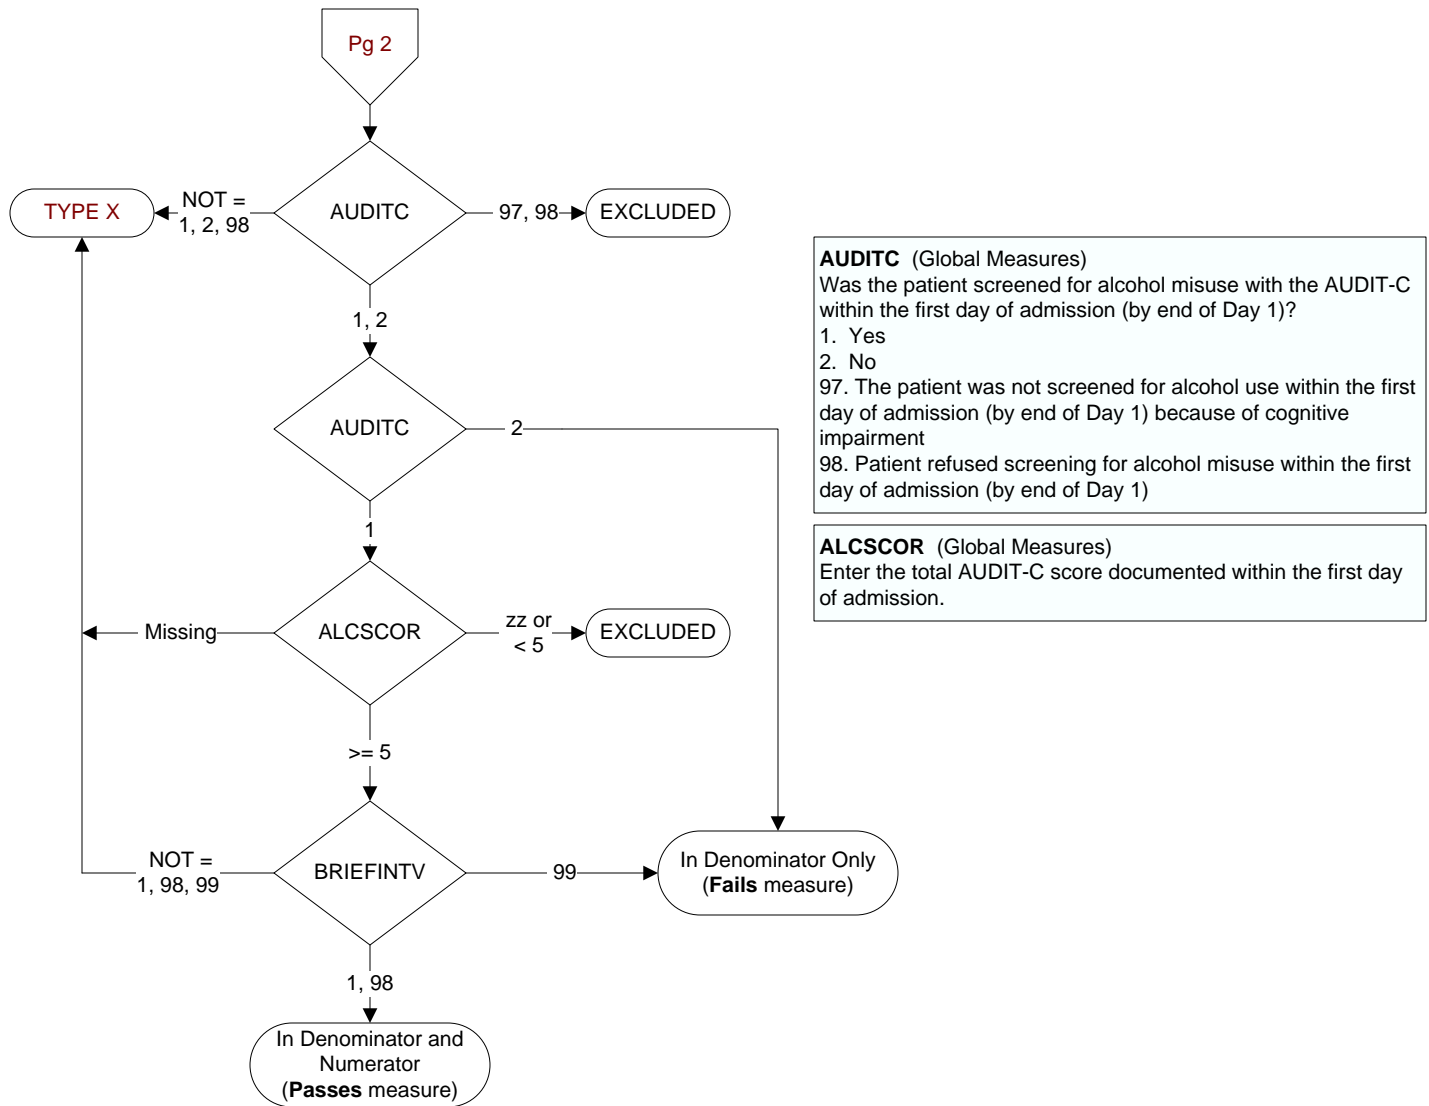 Pg 2
NOT =
1, 2, 98
TYPE X
AUDITC
97, 98
EXCLUDED
1, 2
AUDITC
2
1
Missing
ALCSCOR
zz or
< 5
EXCLUDED
>= 5
NOT =
1, 98, 99
BRIEFINTV
99
In Denominator Only
(Fails measure)
1, 98
In Denominator and
Numerator
(Passes measure)
AUDITC (Global Measures)
Was the patient screened for alcohol misuse with the AUDIT-C
within the first day of admission (by end of Day 1)?
1. Yes
2. No
97. The patient was not screened for alcohol use within the first
day of admission (by end of Day 1) because of cognitive
impairment
98. Patient refused screening for alcohol misuse within the first
day of admission (by end of Day 1)
ALCSCOR (Global Measures)
Enter the total AUDIT-C score documented within the first day
of admission.